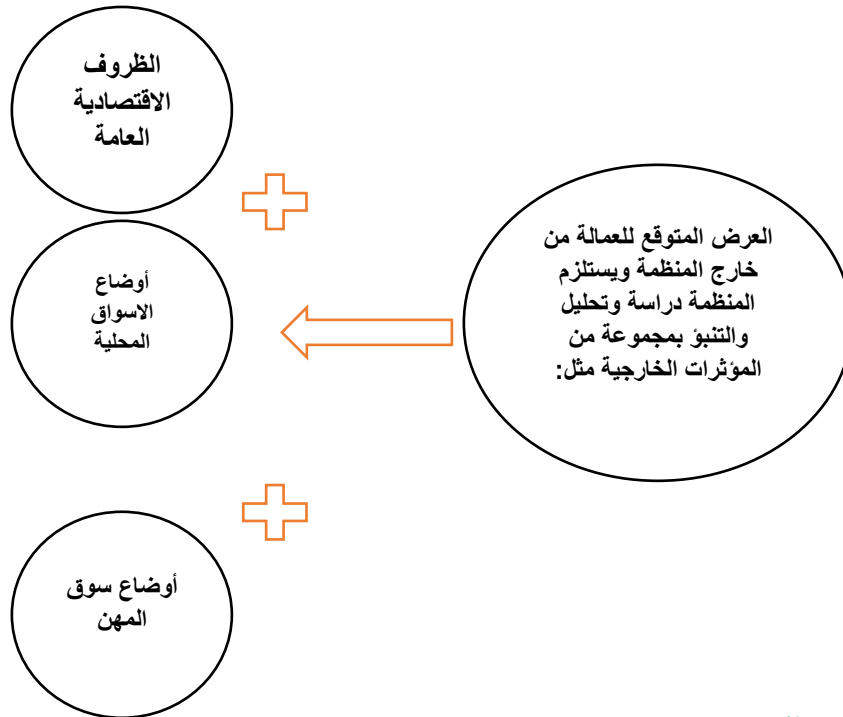 العرض المتوقع للعمالة من
خارج المنظمة ويستلزم
المنظمة دراسة وتحليل
والتنبؤ بمجموعة من
المؤثرات الخارجية مثل:
الظروف
الاقتصادية
العامة
أوضاع
الاسواق
المحلية
أوضاع سوق
المهن